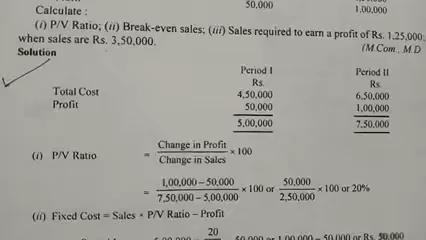 50,000 1,00,000
Calculate :
(i) P/V Ratio; (ii) Break-even sales; (iii) Sales required to earn a profit of Rs. 1,25,000;
when sales are Rs. 3,50,000.
(M.Com., M.D
Solution
Period I Period II
Rs. Rs.
Total Cost 4,50,000 6,50,000
Profit 50,000 1,00,000
5,00,000 7,50,000
(i) P/V Ratio = Change in Profit / Change in Sales × 100
= 1,00,000 – 50,000 / 7,50,000 – 5,00,000 × 100 or 50,000 / 2,50,000 × 100 or 20%
(ii) Fixed Cost = Sales × P/V Ratio – Profit
20
50,000 or 1,00,000 – 50,000 or Rs. 50,000